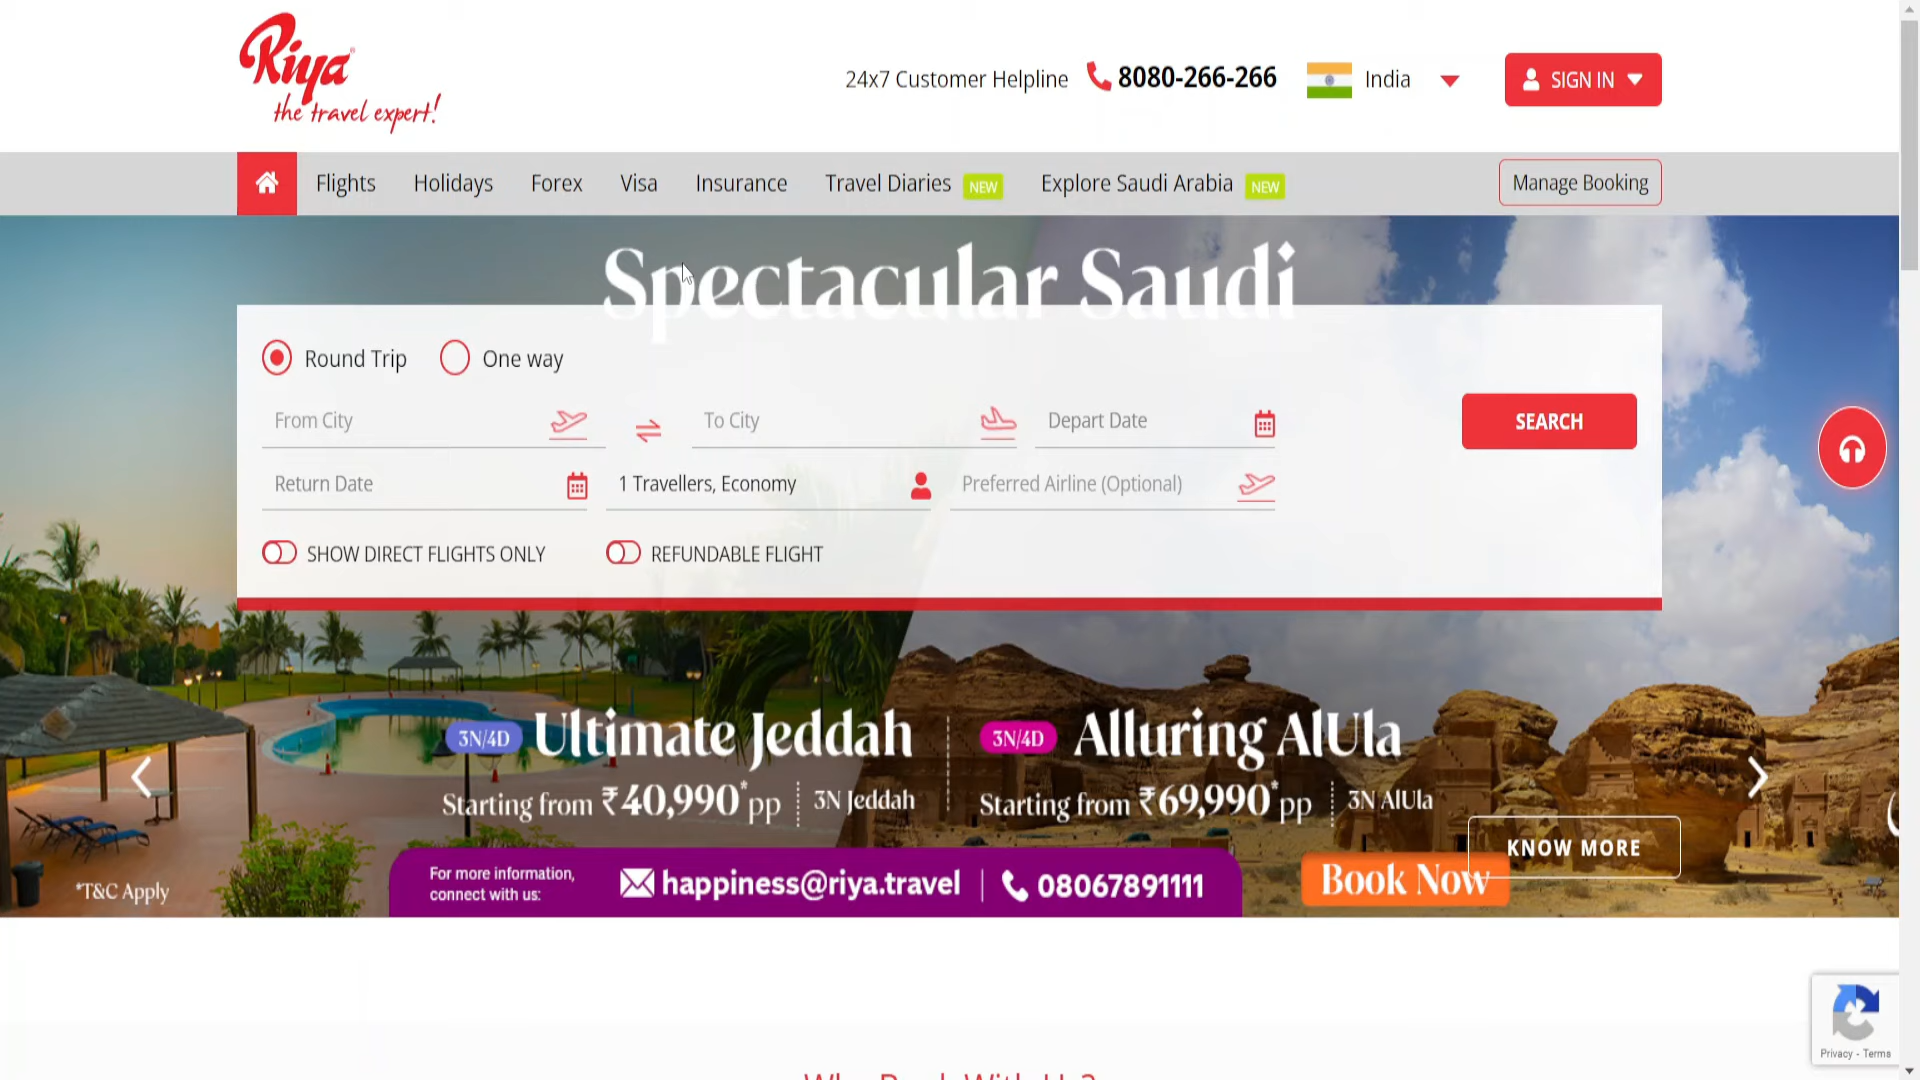 Riya
the travel expert!
24x7 Customer Helpline 8080-266-266 India SIGN IN
Flights Holidays Forex Visa Insurance Travel Diaries NEW Explore Saudi Arabia NEW Manage Booking
Spectacular Saudi
Round Trip One way
From City To City Depart Date SEARCH
Return Date 1 Travellers, Economy Preferred Airline (Optional)
SHOW DIRECT FLIGHTS ONLY REFUNDABLE FLIGHT
3N/4D Ultimate Jeddah 3N/4D Alluring AlUla
Starting from ₹40,990*pp 3N Jeddah Starting from ₹69,990*pp 3N AlUla
KNOW MORE
For more information,
connect with us: happiness@riya.travel 08067891111 Book Now
*T&C Apply
Privacy - Terms